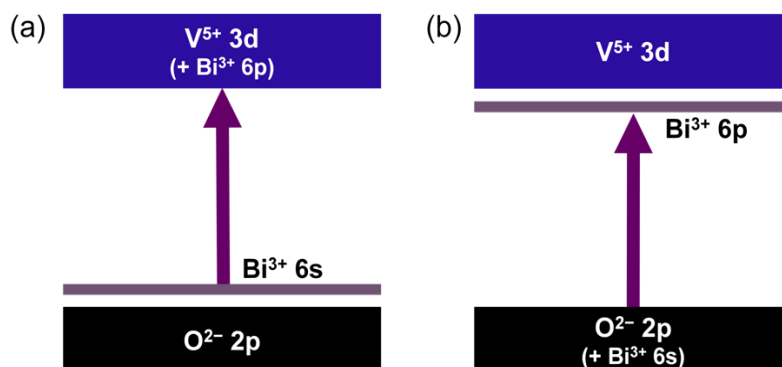 (a)
V⁵⁺ 3d
(+ Bi³⁺ 6p)
Bi³⁺ 6s
O²⁻ 2p
(b)
V⁵⁺ 3d
Bi³⁺ 6p
O²⁻ 2p
(+ Bi³⁺ 6s)